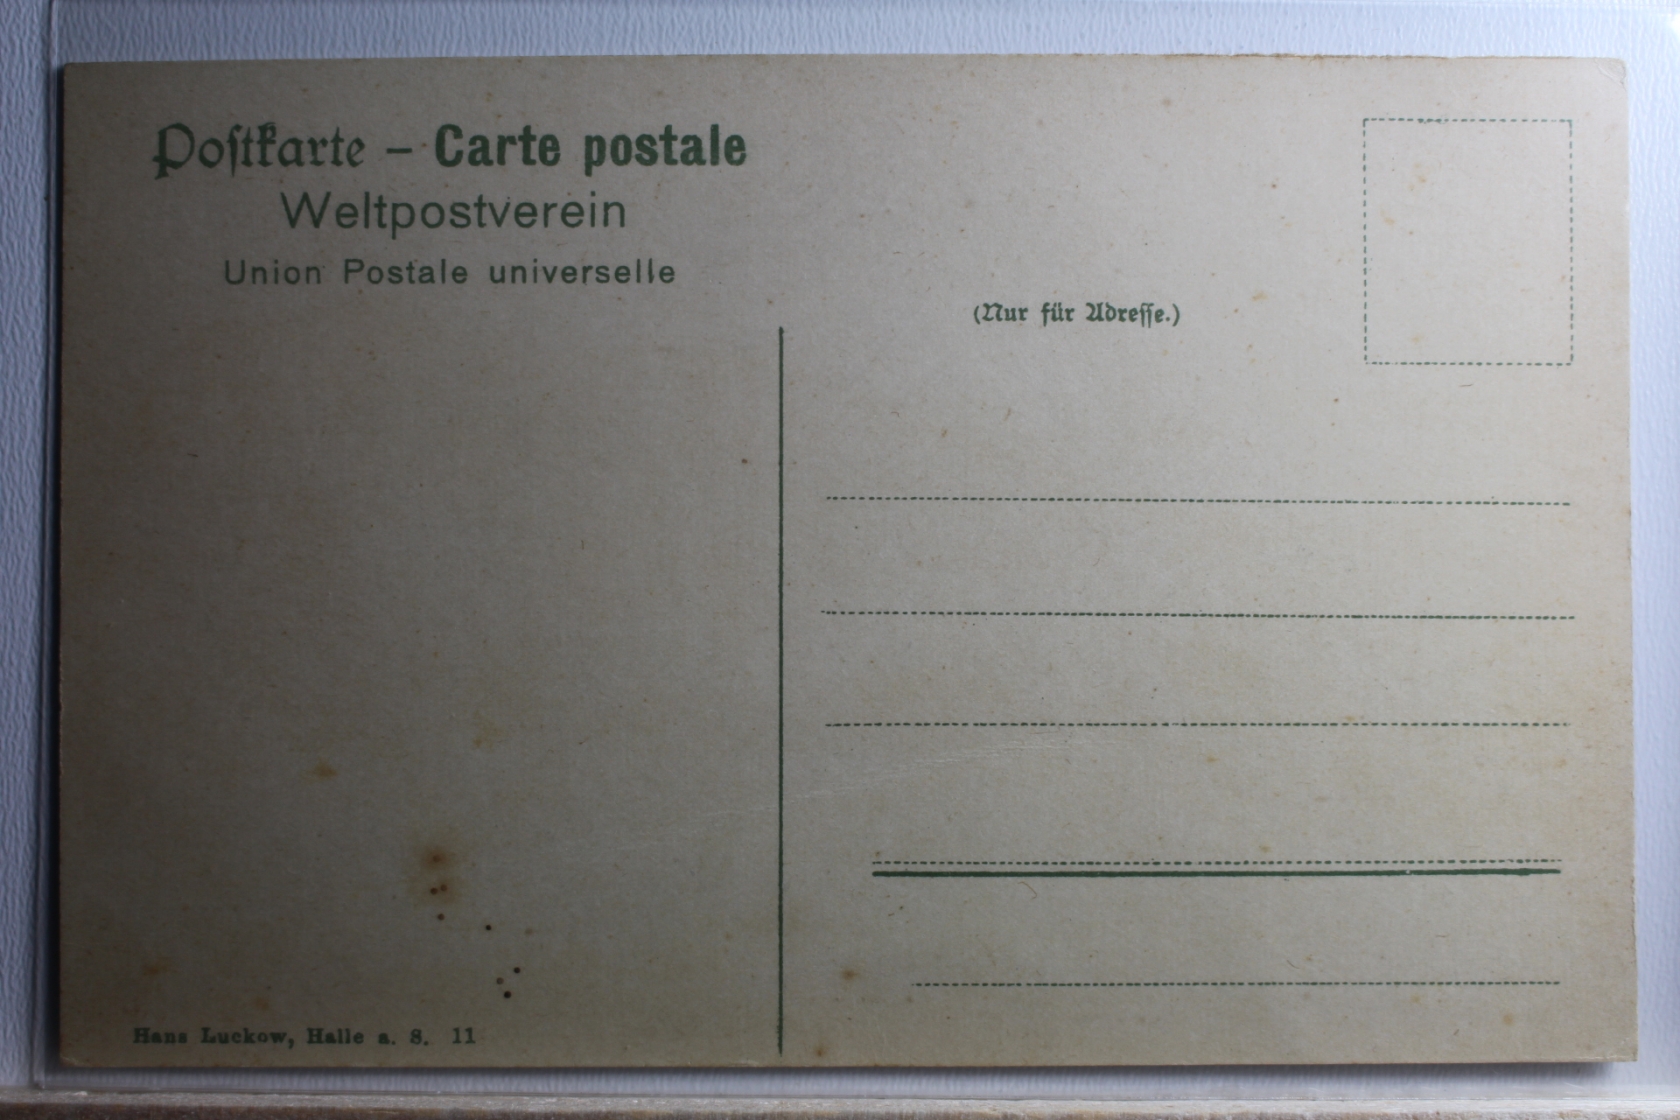 Poſtkarte – Carte postale
Weltpostverein
Union Postale universelle
(Nur für Adreſſe.)
Hans Luckow, Halle a. S. 11